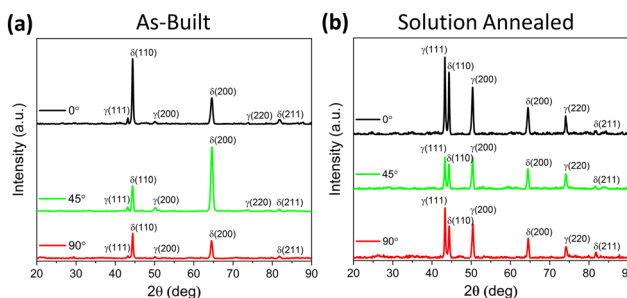 (a) As-Built
Intensity (a.u.)
δ(110)
γ(111)
γ(200)
δ(200)
γ(220)
δ(211)
0°
δ(200)
δ(110)
γ(111)
γ(200)
γ(220)
δ(211)
45°
δ(110)
γ(111)
γ(200)
δ(200)
δ(211)
90°
20 30 40 50 60 70 80 90
2θ (deg)
(b) Solution Annealed
Intensity (a.u.)
γ(111)
δ(110)
γ(200)
δ(200)
γ(220)
δ(211)
0°
γ(111)
δ(110)
γ(200)
δ(200)
γ(220)
δ(211)
45°
γ(111)
δ(110)
γ(200)
δ(200)
γ(220)
δ(211)
90°
20 30 40 50 60 70 80 90
2θ (deg)